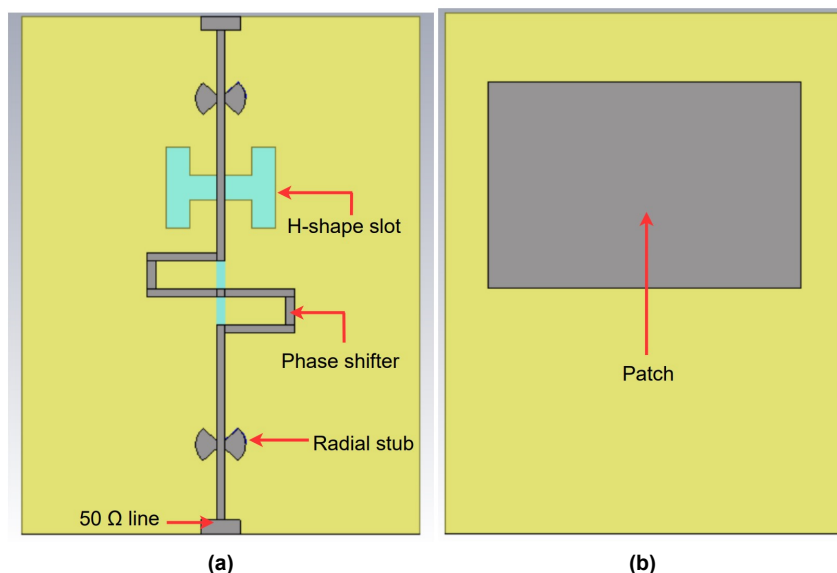 H-shape slot
Phase shifter
Radial stub
50 Ω line
(a)
Patch
(b)